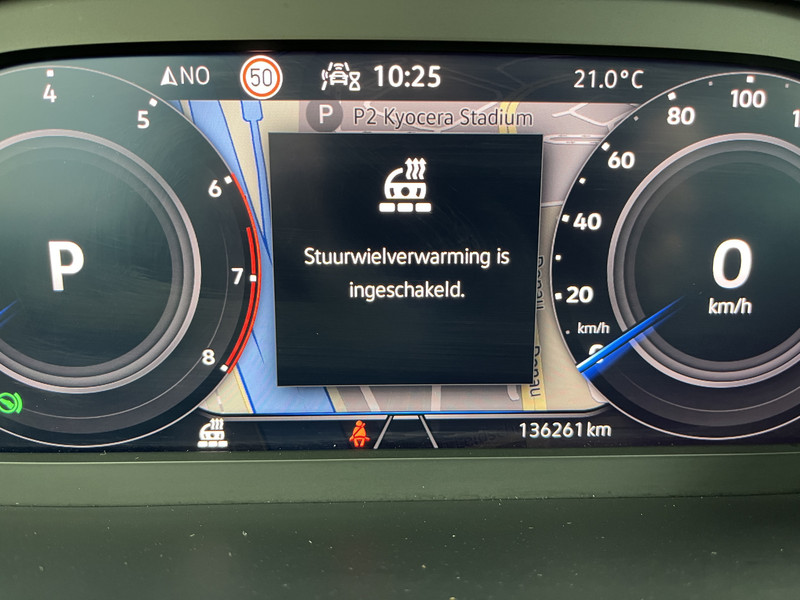 NO 50 10:25 21.0°C
P P2 Kyocera Stadium
4
5
6
7
8
P
Stuurwielverwarming is
ingeschakeld.
100
80
60
40
20
km/h
0
km/h
136261 km